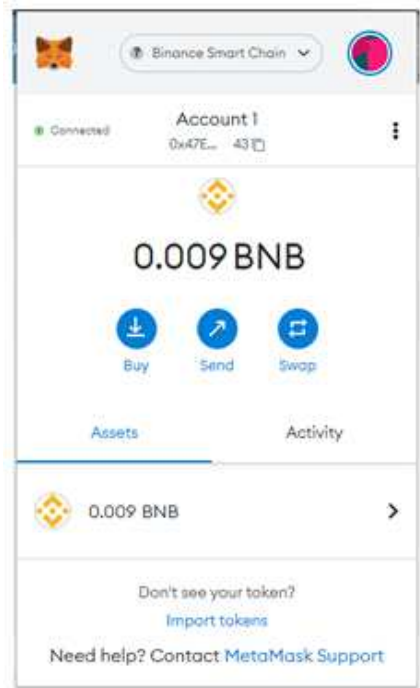 Binance Smart Chain
Connected
Account 1
0x47E... 43
0.009 BNB
Buy Send Swap
Assets Activity
0.009 BNB
Don't see your token?
Import tokens
Need help? Contact MetaMask Support